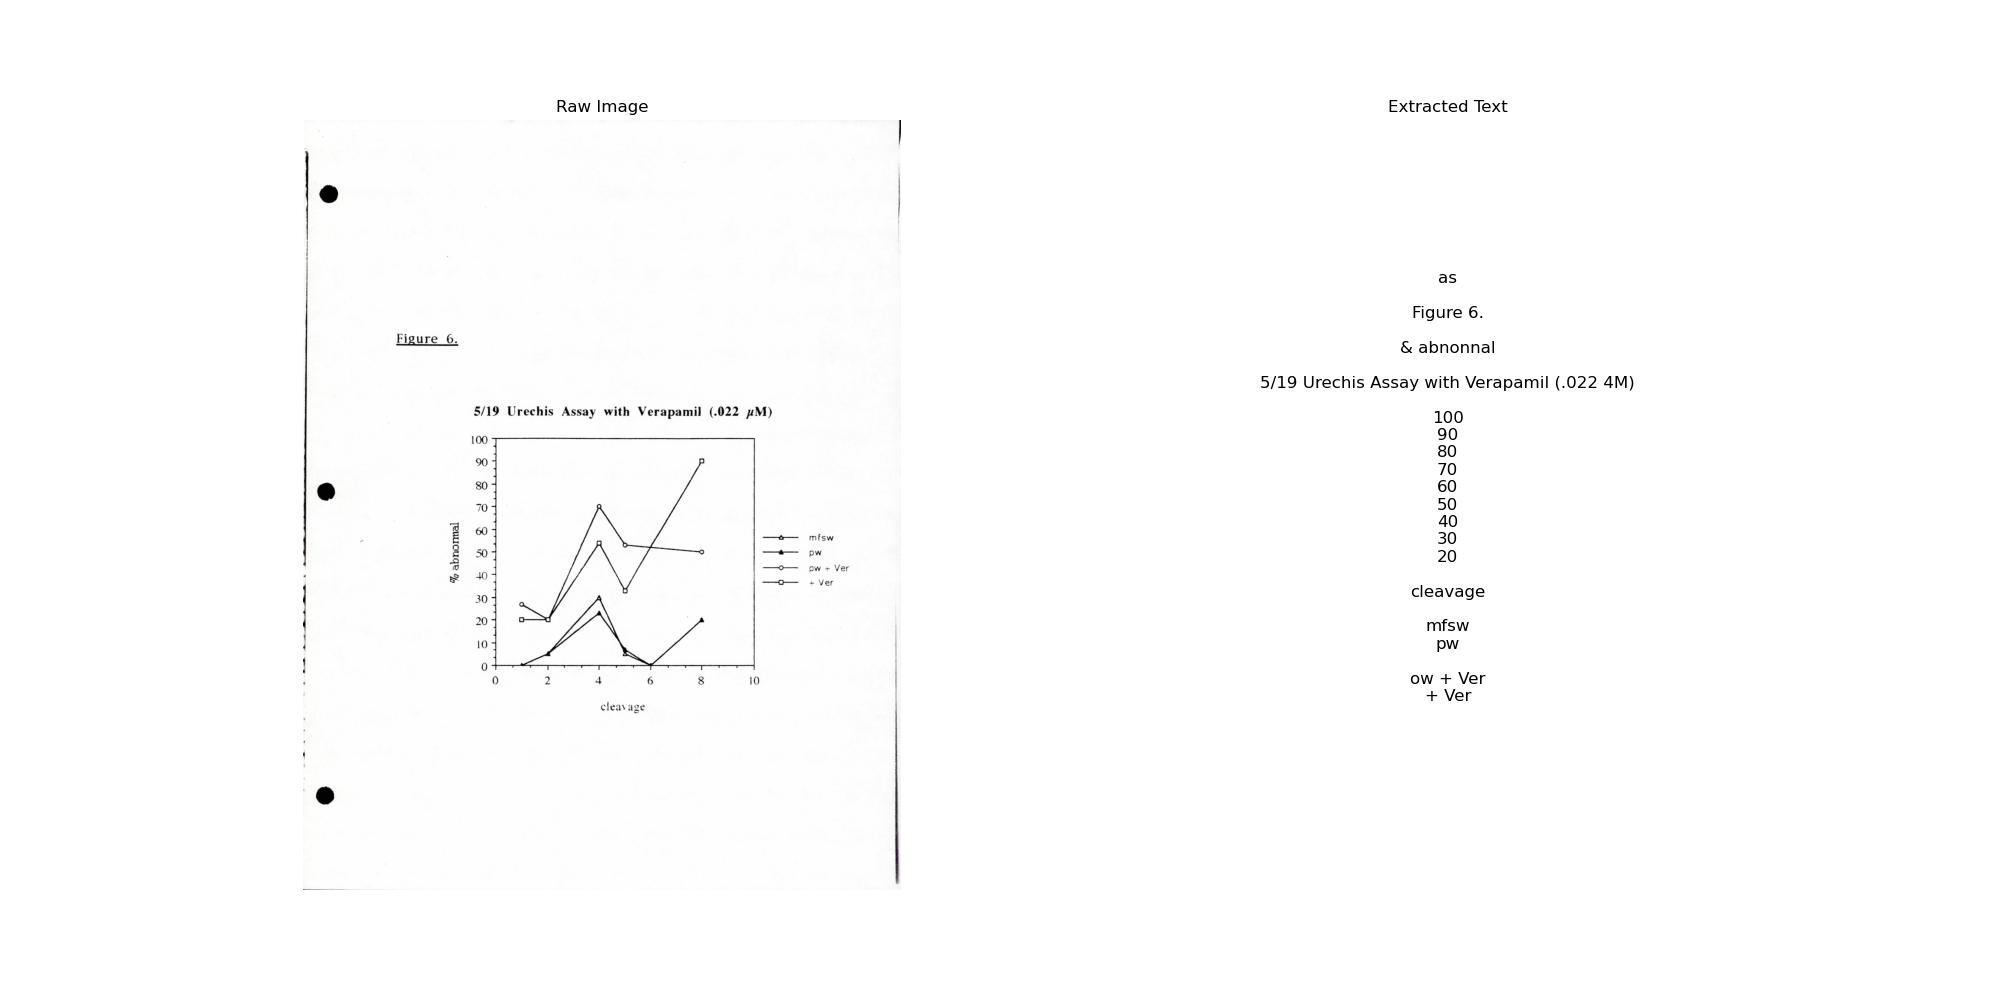 Raw Image
Figure 6.
5/19 Urechis Assay with Verapamil (.022 µM)
100
90
80
70
60
50
40
30
20
10
0
% abnormal
0 2 4 6 8 10
cleavage
mfsw
pw
pw + Ver
+ Ver
Extracted Text
as
Figure 6.
& abnonnal
5/19 Urechis Assay with Verapamil (.022 4M)
100
90
80
70
60
50
40
30
20
cleavage
mfsw
pw
ow + Ver
+ Ver